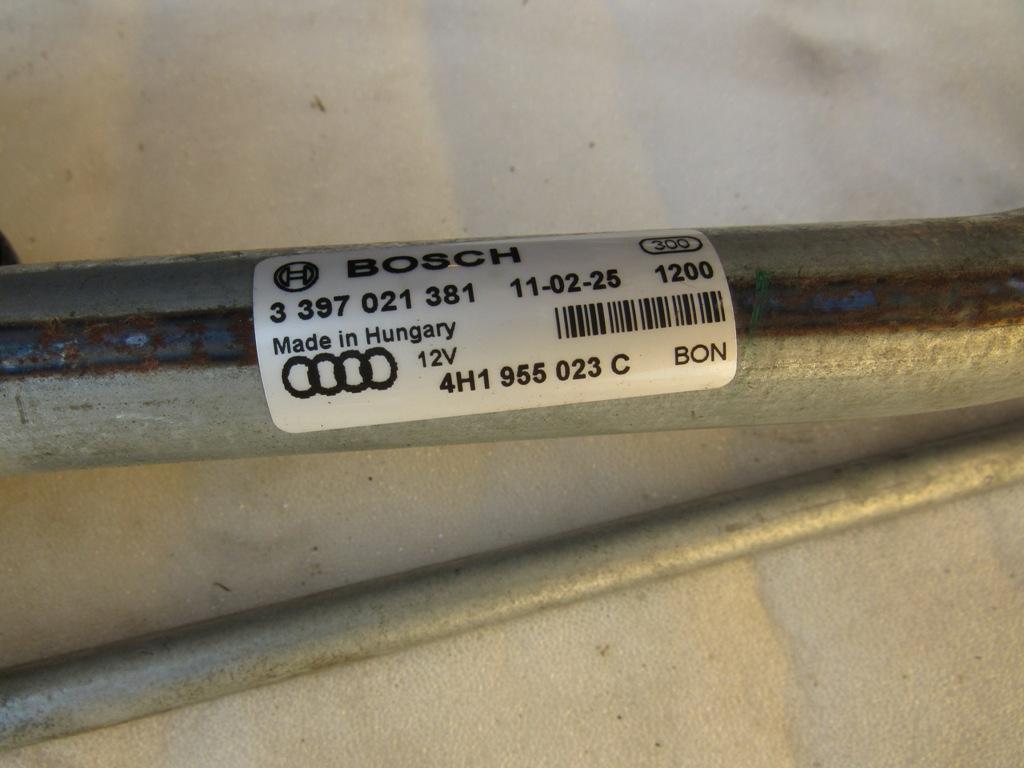 BOSCH 300
3 397 021 381 11-02-25 1200
Made in Hungary
12V 4H1 955 023 C BON